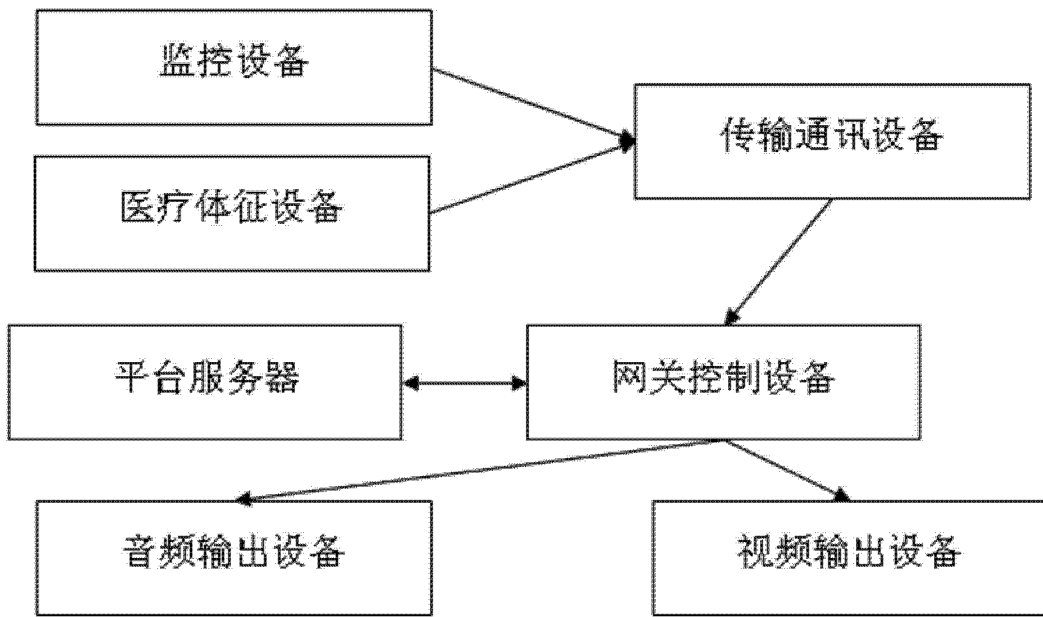 监控设备
传输通讯设备
医疗体征设备
平台服务器
网关控制设备
音频输出设备
视频输出设备